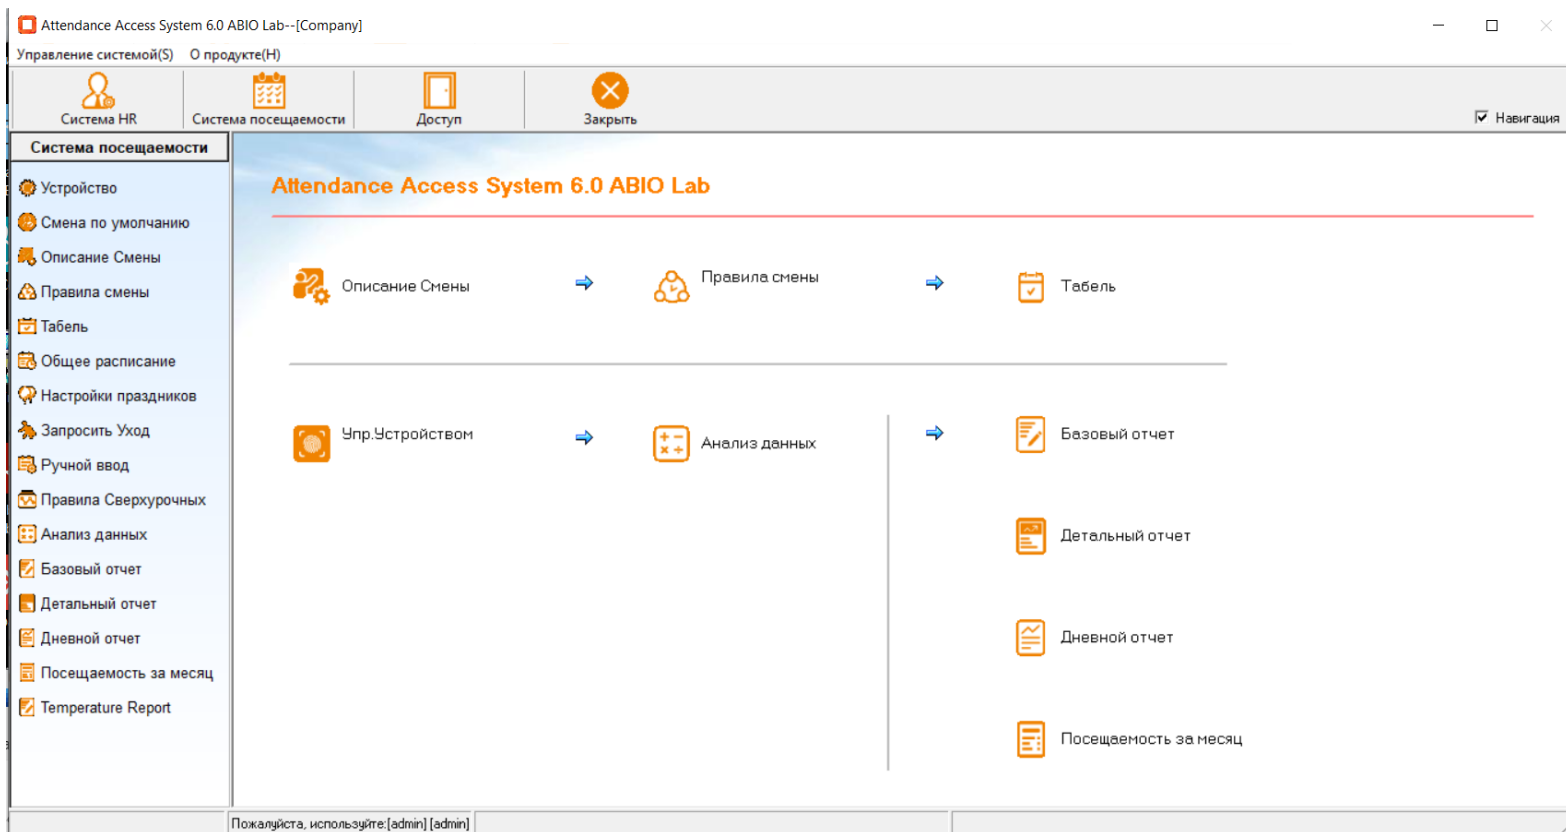 Attendance Access System 6.0 ABIO Lab--[Company]
Управление системой(S) О продукте(H)
Система HR Система посещаемости Доступ Закрыть Навигация
Система посещаемости
Устройство
Смена по умолчанию
Описание Смены
Правила смены
Табель
Общее расписание
Настройки праздников
Запросить Уход
Ручной ввод
Правила Сверхурочных
Анализ данных
Базовый отчет
Детальный отчет
Дневной отчет
Посещаемость за месяц
Temperature Report
Attendance Access System 6.0 ABIO Lab
Описание Смены Правила смены Табель
Упр.Устройством Анализ данных Базовый отчет
Детальный отчет
Дневной отчет
Посещаемость за месяц
Пожалуйста, используйте:[admin] [admin]